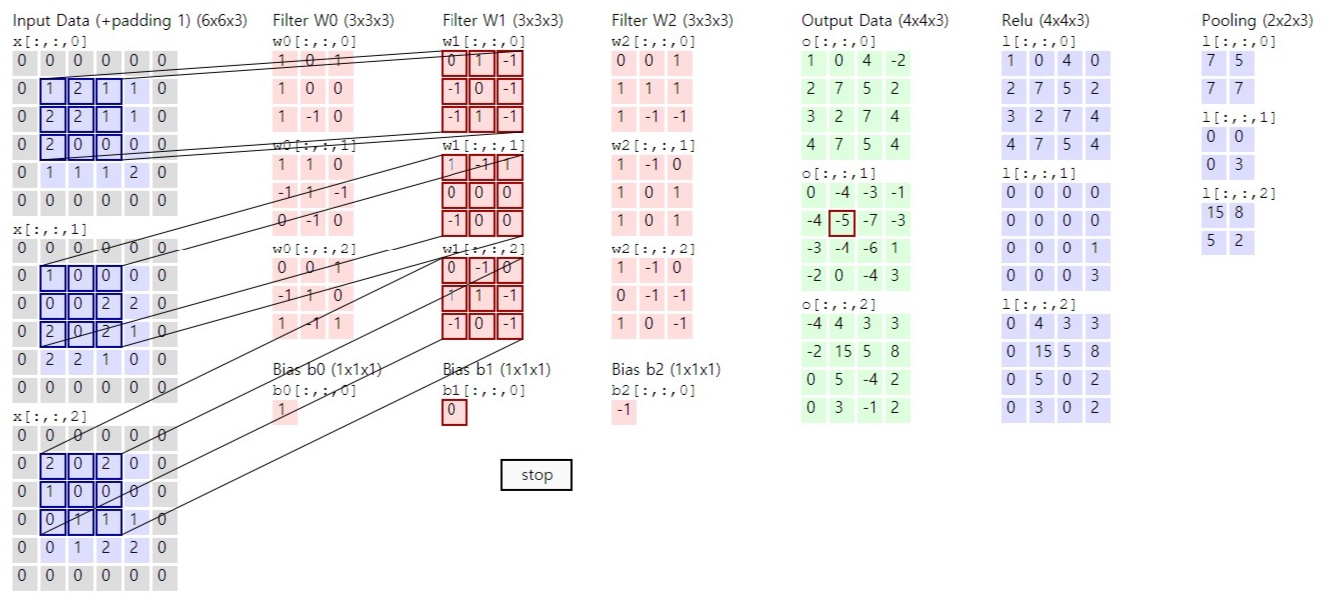 Input Data (+padding 1) (6x6x3)
x[:,:,0]
0 0 0 0 0 0
0 1 2 1 1 0
0 2 2 1 1 0
0 2 0 0 0 0
0 1 1 1 2 0
0 0 0 0 0 0
x[:,:,1]
0 0 0 0 0 0
0 1 0 0 0 0
0 0 0 2 2 0
0 2 0 2 1 0
0 2 2 1 0 0
0 0 0 0 0 0
x[:,:,2]
0 0 0 0 0 0
0 2 0 2 0 0
0 1 0 0 0 0
0 0 1 1 1 0
0 0 1 2 2 0
0 0 0 0 0 0
Filter W0 (3x3x3)
w0[:,:,0]
1 0 1
1 0 0
1 -1 0
w0[:,:,1]
1 1 0
-1 1 -1
0 -1 0
w0[:,:,2]
0 0 1
-1 1 0
1 -1 1
Bias b0 (1x1x1)
b0[:,:,0]
1
Filter W1 (3x3x3)
w1[:,:,0]
0 1 -1
-1 0 -1
-1 1 -1
w1[:,:,1]
1 -1 1
0 0 0
-1 0 0
w1[:,:,2]
0 -1 0
1 1 -1
-1 0 -1
Bias b1 (1x1x1)
b1[:,:,0]
0
Filter W2 (3x3x3)
w2[:,:,0]
0 0 1
1 1 1
1 -1 -1
w2[:,:,1]
1 -1 0
1 0 1
1 0 1
w2[:,:,2]
1 -1 0
0 -1 -1
1 0 -1
Bias b2 (1x1x1)
b2[:,:,0]
-1
stop
Output Data (4x4x3)
o[:,:,0]
1 0 4 -2
2 7 5 2
3 2 7 4
4 7 5 4
o[:,:,1]
0 -4 -3 -1
-4 -5 -7 -3
-3 -4 -6 1
-2 0 -4 3
o[:,:,2]
-4 4 3 3
-2 15 5 8
0 5 -4 2
0 3 -1 2
Relu (4x4x3)
l[:,:,0]
1 0 4 0
2 7 5 2
3 2 7 4
4 7 5 4
l[:,:,1]
0 0 0 0
0 0 0 0
0 0 0 1
0 0 0 3
l[:,:,2]
0 4 3 3
0 15 5 8
0 5 0 2
0 3 0 2
Pooling (2x2x3)
l[:,:,0]
7 5
7 7
l[:,:,1]
0 0
0 3
l[:,:,2]
15 8
5 2